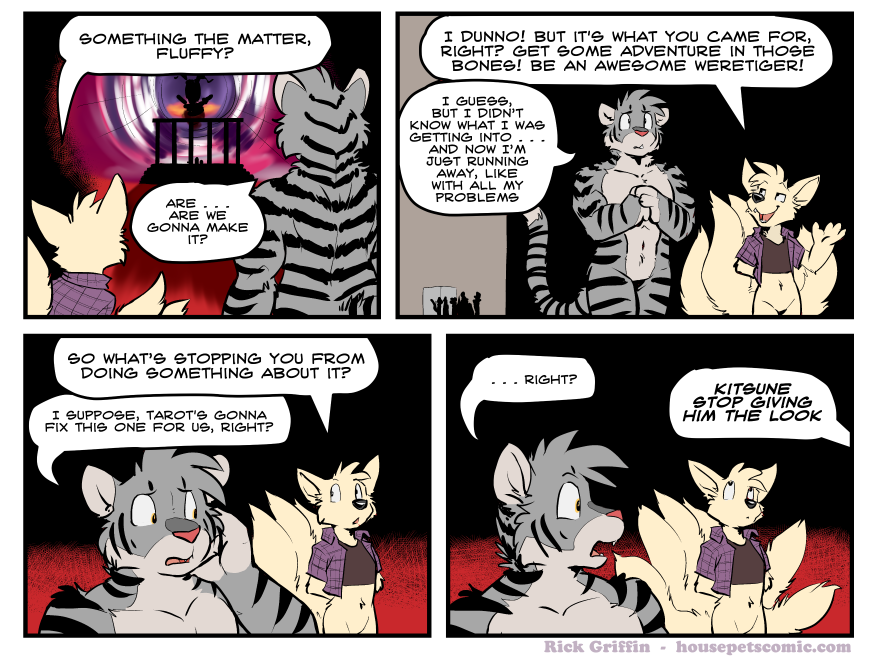 SOMETHING THE MATTER,
FLUFFY?
ARE . . .
ARE WE
GONNA MAKE
IT?
I DUNNO! BUT IT'S WHAT YOU CAME FOR,
RIGHT? GET SOME ADVENTURE IN THOSE
BONES! BE AN AWESOME WERETIGER!
I GUESS,
BUT I DIDN'T
KNOW WHAT I WAS
GETTING INTO . . .
AND NOW I'M
JUST RUNNING
AWAY, LIKE
WITH ALL MY
PROBLEMS
SO WHAT'S STOPPING YOU FROM
DOING SOMETHING ABOUT IT?
I SUPPOSE, TAROT'S GONNA
FIX THIS ONE FOR US, RIGHT?
. . . RIGHT?
KITSUNE
STOP GIVING
HIM THE LOOK
Rick Griffin - housepetscomic.com